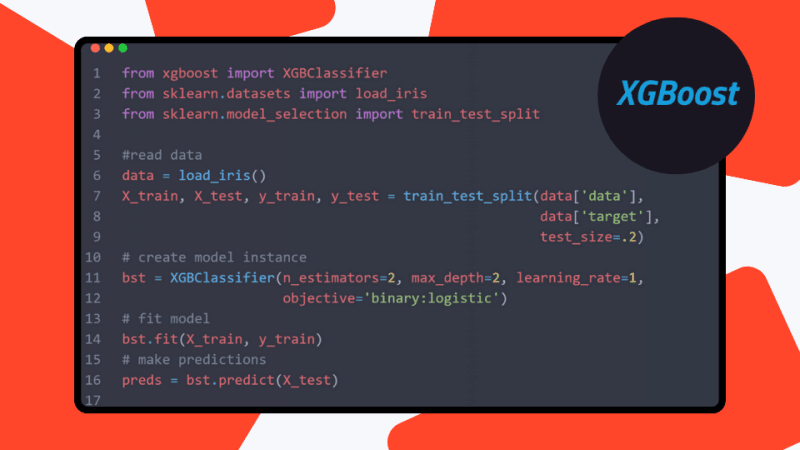 XGBoost
1 from xgboost import XGBClassifier
2 from sklearn.datasets import load_iris
3 from sklearn.model_selection import train_test_split
4
5 #read data
6 data = load_iris()
7 X_train, X_test, y_train, y_test = train_test_split(data['data'],
8 data['target'],
9 test_size=.2)
10 # create model instance
11 bst = XGBClassifier(n_estimators=2, max_depth=2, learning_rate=1,
12 objective='binary:logistic')
13 # fit model
14 bst.fit(X_train, y_train)
15 # make predictions
16 preds = bst.predict(X_test)
17